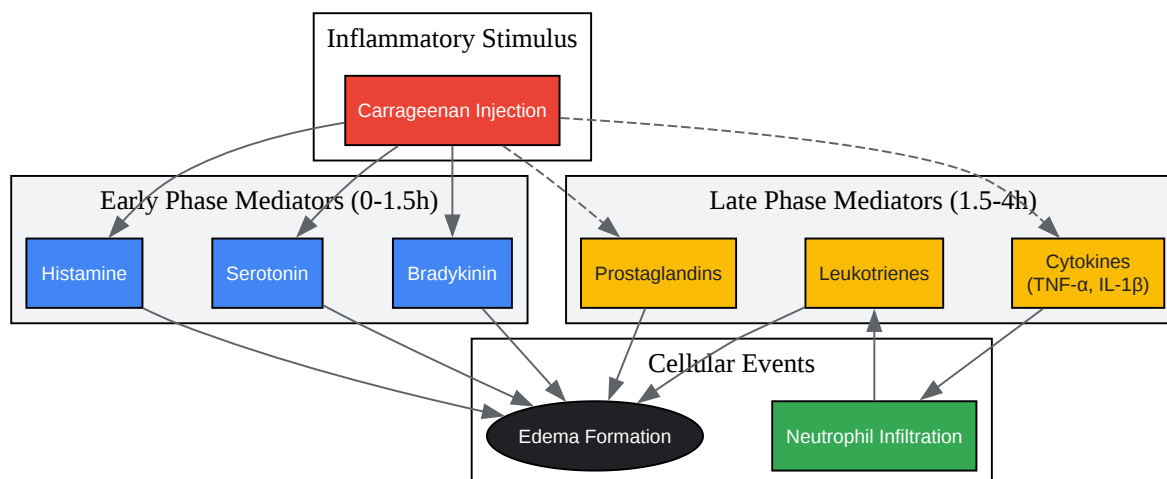 Inflammatory Stimulus
Carrageenan Injection
Early Phase Mediators (0-1.5h)
Late Phase Mediators (1.5-4h)
Histamine
Serotonin
Bradykinin
Prostaglandins
Leukotrienes
Cytokines
(TNF-α, IL-1β)
Cellular Events
Edema Formation
Neutrophil Infiltration